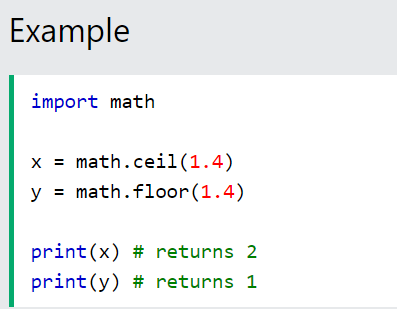 Example
import math
x = math.ceil(1.4)
y = math.floor(1.4)
print(x) # returns 2
print(y) # returns 1